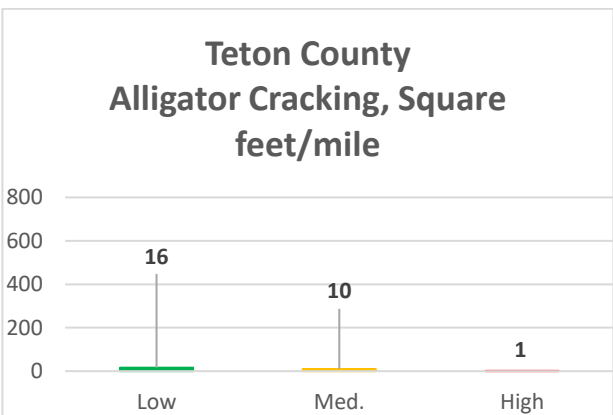 Teton County
Alligator Cracking, Square
feet/mile
800
600
400
200
0
16
10
1
Low Med. High